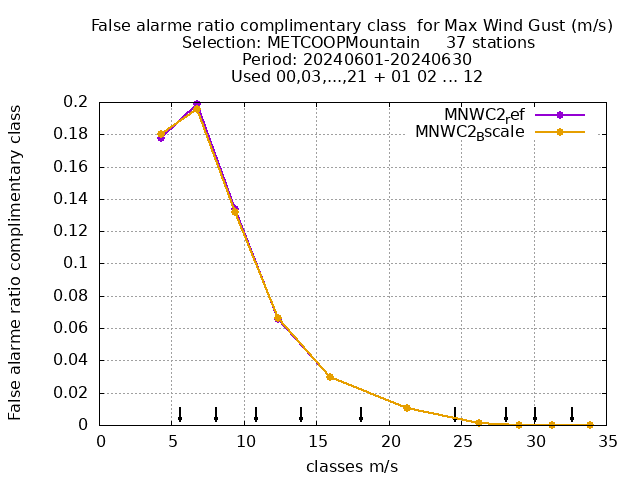 False alarme ratio complimentary class  for Max Wind Gust (m/s)
Selection: METCOOPMountain     37 stations
Period: 20240601-20240630
Used 00,03,...,21 + 01 02 ... 12
False alarme ratio complimentary class
0.2
0.18
0.16
0.14
0.12
0.1
0.08
0.06
0.04
0.02
0
MNWC2_ref
MNWC2_Bscale
0 5 10 15 20 25 30 35
classes m/s